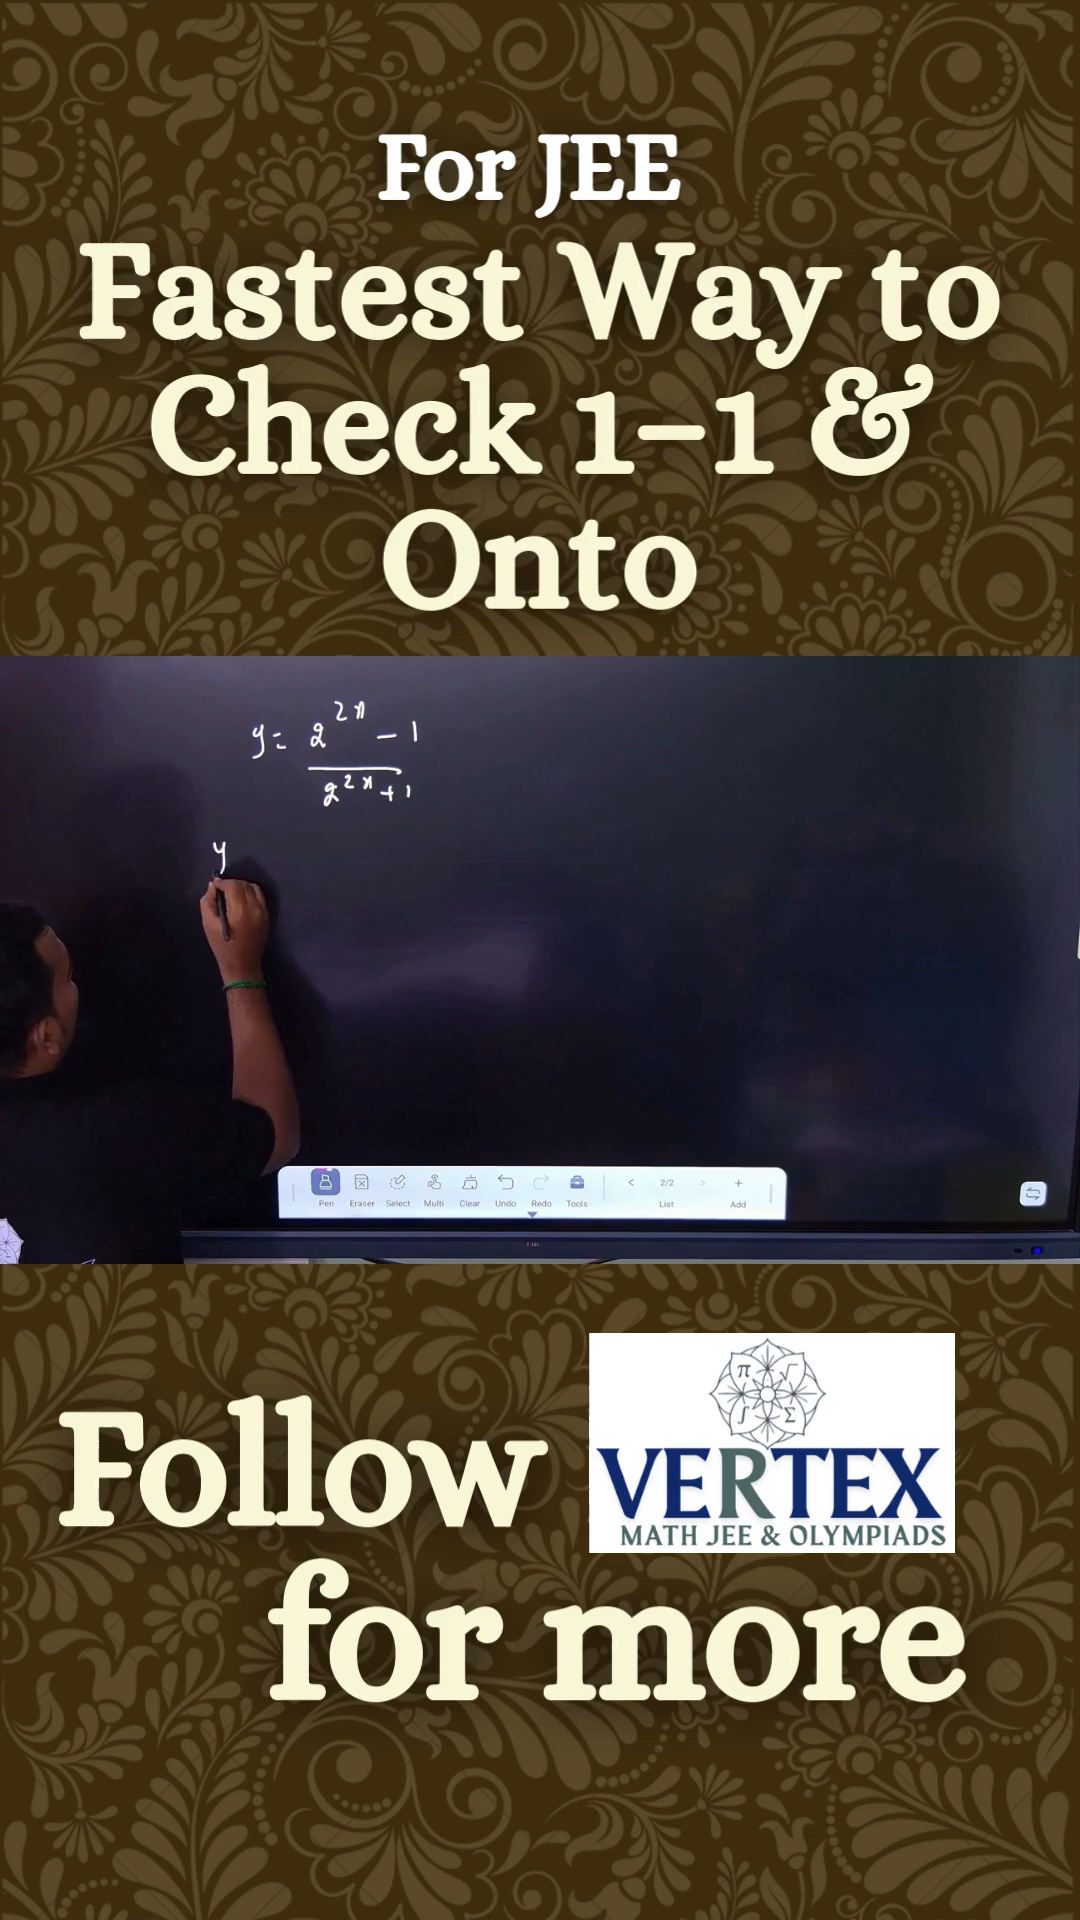 For JEE
Fastest Way to
Check 1–1 &
Onto
y = 2^{2x} - 1
2^{2x} + 1
y
Pen Eraser Select Multi Clear Undo Redo Tools < 2/2 > List + Add
Follow
VERTEX
MATH JEE & OLYMPIADS
for more